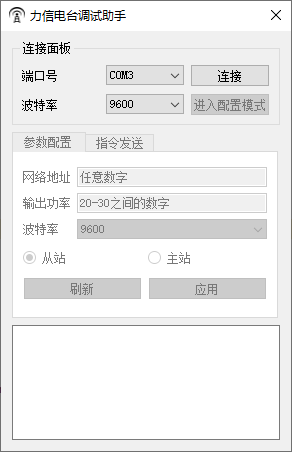 力信电台调试助手
连接面板
端口号 COM3 连接
波特率 9600 进入配置模式
参数配置 指令发送
网络地址 任意数字
输出功率 20-30之间的数字
波特率 9600
从站 主站
刷新 应用